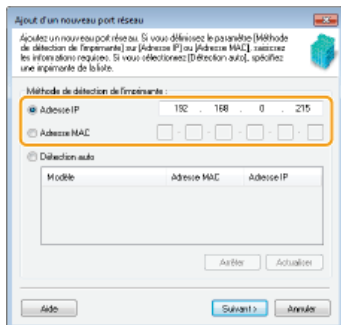 Ajout d'un nouveau port réseau
Ajoutez un nouveau port réseau. Si vous définissez le paramètre [Méthode
de détection de l'imprimante] sur [Adresse IP] ou [Adresse MAC], saisissez
les informations requises. Si vous sélectionnez [Détection auto], spécifiez
une imprimante de la liste.
Méthode de détection de l'imprimante :
Adresse IP 192 . 168 . 0 . 215
Adresse MAC - - - - -
Détection auto
Modèle Adresse MAC Adresse IP
Arrêter Actualiser
Aide Suivant > Annuler